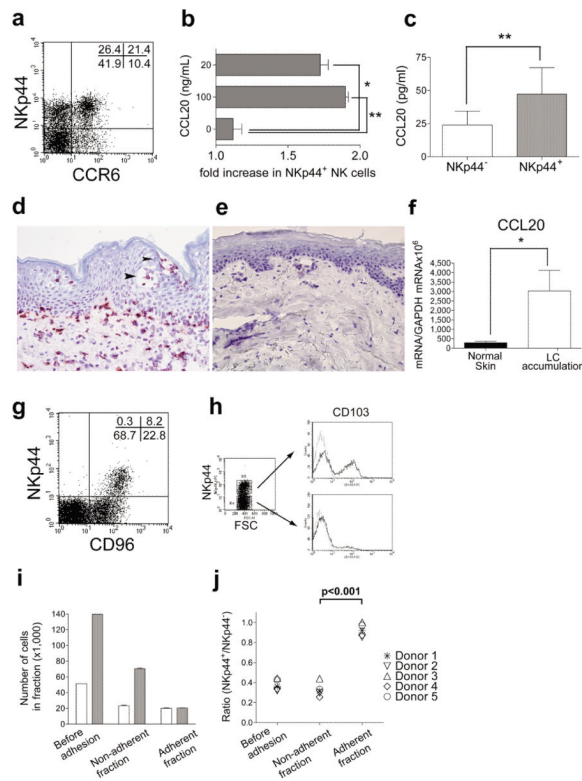 a
26.4 21.4
41.9 10.4
NKp44
CCR6
b
CCL20 (ng/mL)
20
100
0
*
**
1.0 1.5 2.0
fold increase in NKp44+ NK cells
c
**
CCL20 (pg/ml)
75
50
25
0
NKp44- NKp44+
d
e
f
CCL20
*
mRNA/GAPDH mRNAx10^6
4,500
4,000
3,500
3,000
2,500
2,000
1,500
1,000
500
0
Normal Skin
LC accumulation
g
0.3 8.2
68.7 22.8
NKp44
CD96
h
CD103
NKp44
FSC
i
Number of cells in fraction (x1,000)
140
120
100
80
60
40
20
0
Before adhesion
Non-adherent fraction
Adherent fraction
j
p<0.001
Ratio (NKp44+/NKp44-)
1.2
1.0
0.8
0.6
0.4
0.2
0.0
Before adhesion
Non-adherent fraction
Adherent fraction
Donor 1
Donor 2
Donor 3
Donor 4
Donor 5